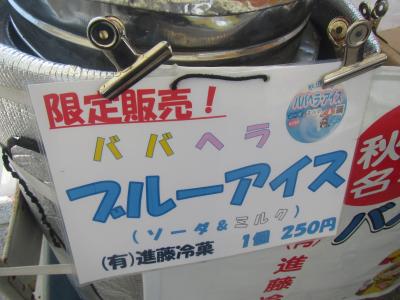 限定販売！
ババヘラ
ババヘラ・アイス
ブルーアイス
(ソーダ&ミルク)
1個 250円
(有)進藤冷菓
秋
名
(有)
進藤